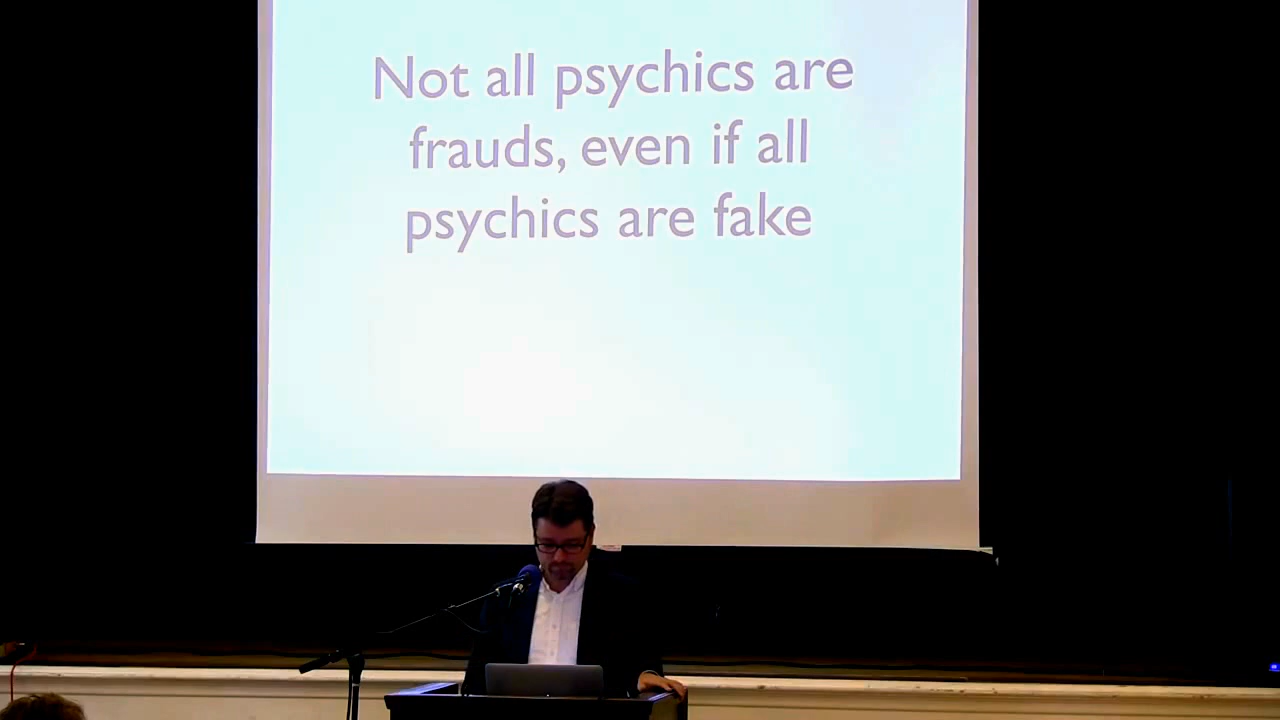 Not all psychics are
frauds, even if all
psychics are fake